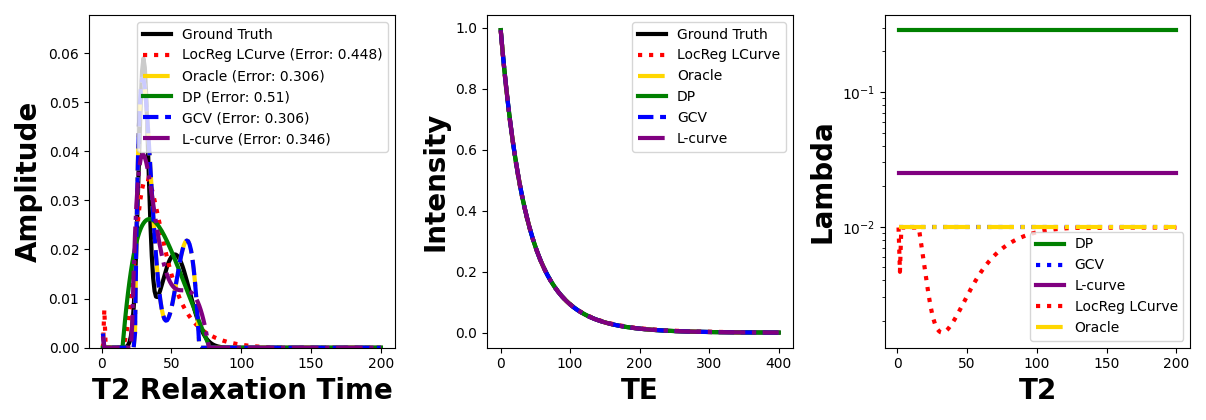 Amplitude
0.06
0.05
0.04
0.03
0.02
0.01
0.00
0
50
100
150
200
T2 Relaxation Time
Ground Truth
LocReg LCurve (Error: 0.448)
Oracle (Error: 0.306)
DP (Error: 0.51)
GCV (Error: 0.306)
L-curve (Error: 0.346)
Intensity
1.0
0.8
0.6
0.4
0.2
0.0
0
100
200
300
400
TE
Ground Truth
LocReg LCurve
Oracle
DP
GCV
L-curve
Lambda
10⁻¹
10⁻²
0
50
100
150
200
T2
DP
GCV
L-curve
LocReg LCurve
Oracle